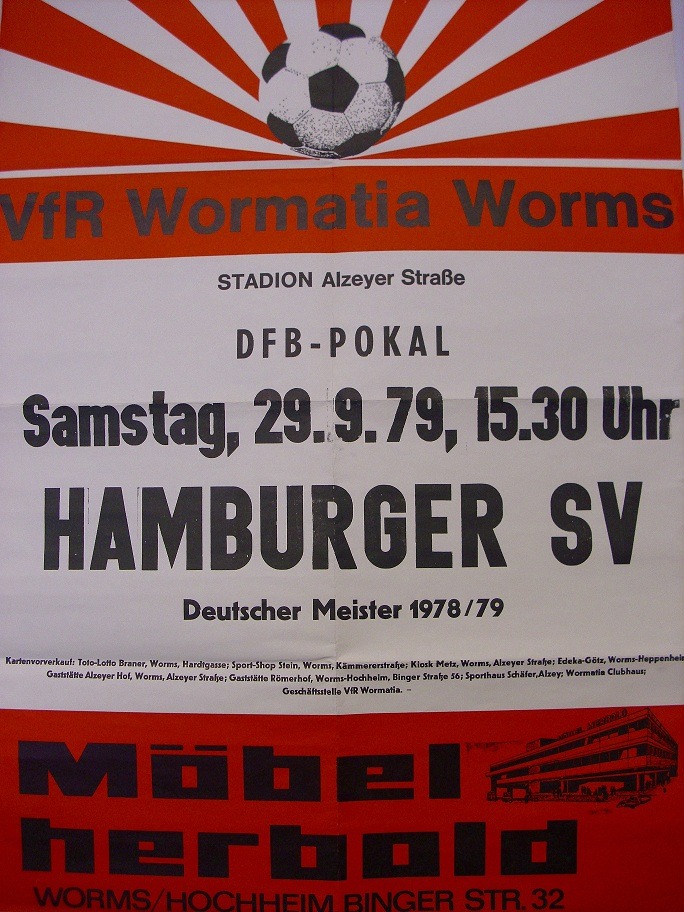 VfR Wormatia Worms
STADION Alzeyer Straße
DFB-POKAL
Samstag, 29.9.79, 15.30 Uhr
HAMBURGER SV
Deutscher Meister 1978/79
Kartenvorverkauf: Toto-Lotto Braner, Worms, Hardtgasse; Sport-Shop Stein, Worms, Kämmererstraße; Kiosk Metz, Worms, Alzeyer Straße; Edeka-Götz, Worms-Heppenheim
Gaststätte Alzeyer Hof, Worms, Alzeyer Straße; Gaststätte Römerhof, Worms-Hochheim, Binger Straße 56; Sporthaus Schäfer, Alzey; Wormatia Clubhaus;
Geschäftsstelle VfR Wormatia. –
Möbel
herbold
WORMS/HOCHHEIM BINGER STR. 32